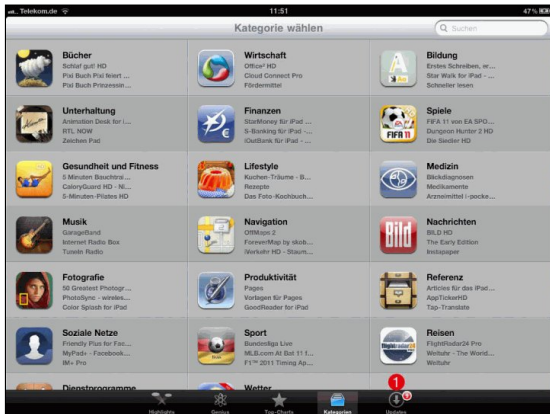 Telekom.de
11:51
47 %
Kategorie wählen
Suchen
Bücher
Schlaf gut! HD
Pixi Buch Pixi feiert ...
Pixi Buch Prinzessin...
Wirtschaft
Office² HD
Cloud Connect Pro
Fördermittel
Bildung
Erstes Schreiben, er...
Star Walk for iPad - ...
Schneller lesen
Unterhaltung
Animation Desk for i...
RTL NOW
Zeichen Pad
Finanzen
StarMoney für iPad ...
S-Banking für iPad -...
iOutBank für iPad - ...
Spiele
FIFA 11 von EA SPO...
Dungeon Hunter 2 HD
Die Siedler HD
FIFA 11
Gesundheit und Fitness
5 Minuten Bauchtrai...
CaloryGuard HD - Ni...
5-Minuten-Pilates HD
Lifestyle
Kuchen-Träume - B...
Rezepte
Das Foto-Kochbuch...
Medizin
Blickdiagnosen
Medikamente
Arzneimittel i-pocke...
Musik
GarageBand
Internet Radio Box
TuneIn Radio
Navigation
OffMaps 2
ForeverMap by skob...
iVerkehr HD - Staum...
Bild
Nachrichten
BILD HD
The Early Edition
Instapaper
Fotografie
50 Greatest Photogr...
PhotoSync - wireles...
Color Splash for iPad
Produktivität
Pages
Vorlagen für Pages
GoodReader for iPad
Referenz
Articles für das iPad...
AppTickerHD
Tap-Translate
Soziale Netze
Friendly Plus for Fac...
MyPad+ - Facebook...
IM+ Pro
Sport
Bundesliga Live
MLB.com At Bat 11 f...
F1™ 2011 Timing Ap...
flightradar24
Reisen
FlightRadar24 Pro
Weltuhr - The World...
Weltuhr
Dienstprogramme
Wetter
1
Highlights
Genius
Top-Charts
Kategorien
Updates